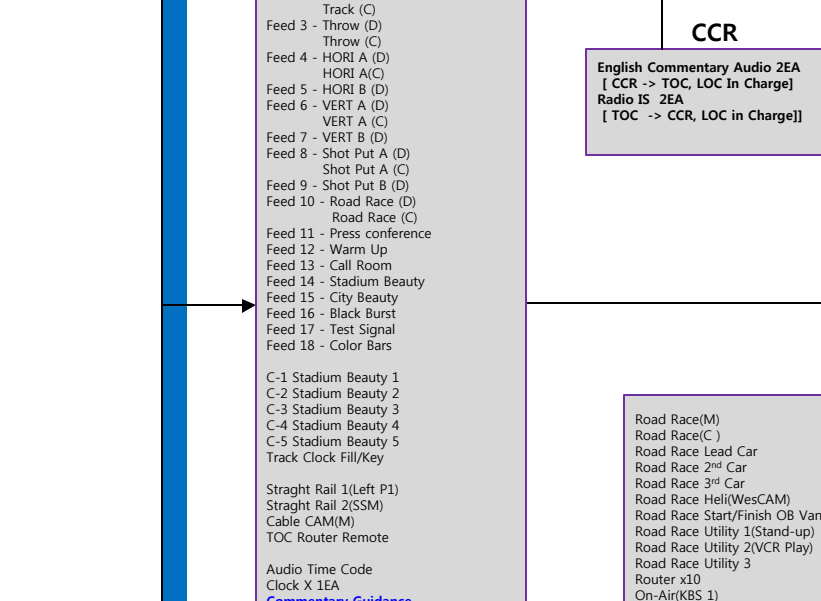 Track (C)
Feed 3 - Throw (D)
Throw (C)
Feed 4 - HORI A (D)
HORI A(C)
Feed 5 - HORI B (D)
Feed 6 - VERT A (D)
VERT A (C)
Feed 7 - VERT B (D)
Feed 8 - Shot Put A (D)
Shot Put A (C)
Feed 9 - Shot Put B (D)
Feed 10 - Road Race (D)
Road Race (C)
Feed 11 - Press conference
Feed 12 - Warm Up
Feed 13 - Call Room
Feed 14 - Stadium Beauty
Feed 15 - City Beauty
Feed 16 - Black Burst
Feed 17 - Test Signal
Feed 18 - Color Bars
C-1 Stadium Beauty 1
C-2 Stadium Beauty 2
C-3 Stadium Beauty 3
C-4 Stadium Beauty 4
C-5 Stadium Beauty 5
Track Clock Fill/Key
Straght Rail 1(Left P1)
Straght Rail 2(SSM)
Cable CAM(M)
TOC Router Remote
Audio Time Code
Clock X 1EA
Commentary Guidance
CCR
English Commentary Audio 2EA
[ CCR -> TOC, LOC In Charge]
Radio IS  2EA
[ TOC  -> CCR, LOC in Charge]]
Road Race(M)
Road Race(C )
Road Race Lead Car
Road Race 2nd Car
Road Race 3rd Car
Road Race Heli(WesCAM)
Road Race Start/Finish OB Van
Road Race Utility 1(Stand-up)
Road Race Utility 2(VCR Play)
Road Race Utility 3
Router x10
On-Air(KBS 1)